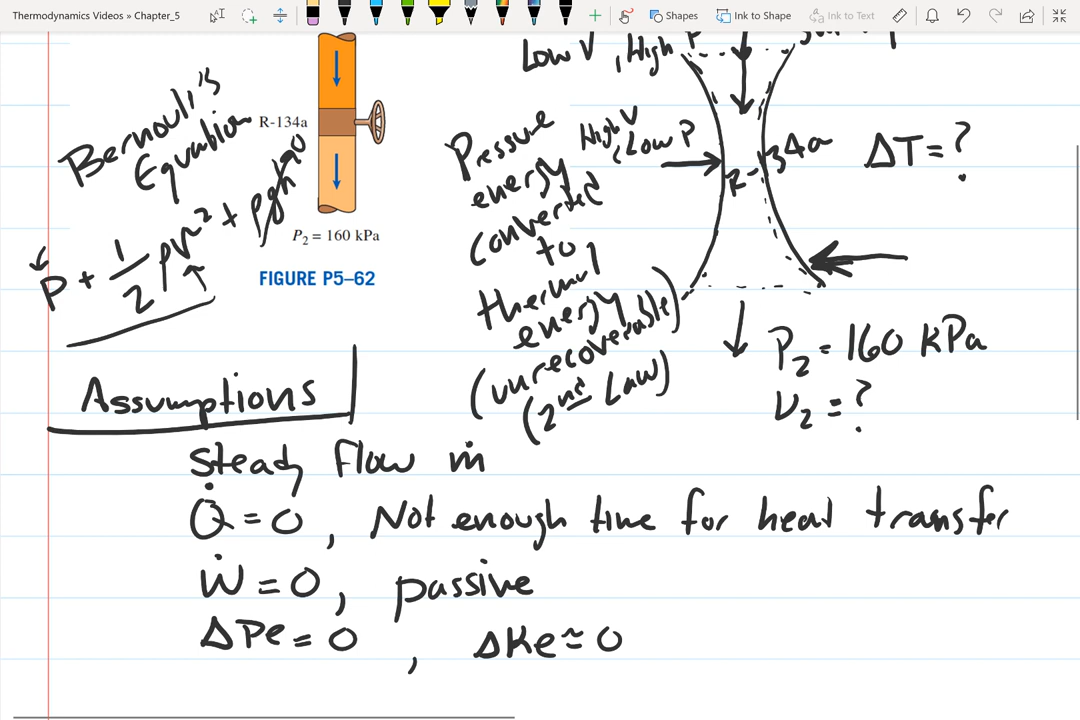 Thermodynamics Videos » Chapter_5
Shapes
Ink to Shape
Ink to Text
Bernouli's
Equation
P + 1/2 ρv² + ρgh
R-134a
P₂ = 160 kPa
FIGURE P5–62
Low V, High P
High V
, Low P
Pressure
energy
converted
to
thermal
energy
(unrecoverable)
(2nd Law)
R-134a
ΔT = ?
P₂ = 160 kPa
ν₂ = ?
Assumptions
Steady Flow ṁ
Q̇ = 0, Not enough time for heat transfer
Ẇ = 0, passive
ΔPe = 0, ΔKe ≃ 0